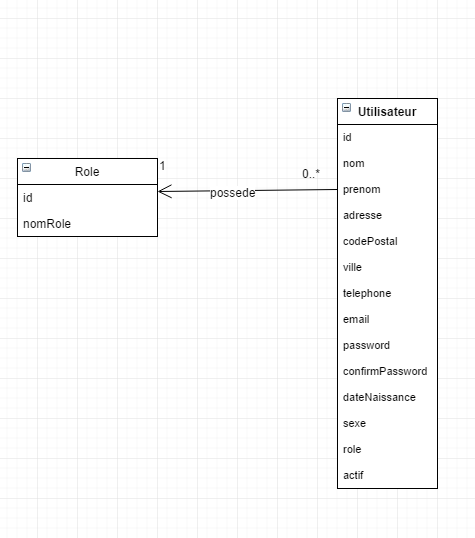 Role
id
nomRole
1
possede
0..*
Utilisateur
id
nom
prenom
adresse
codePostal
ville
telephone
email
password
confirmPassword
dateNaissance
sexe
role
actif